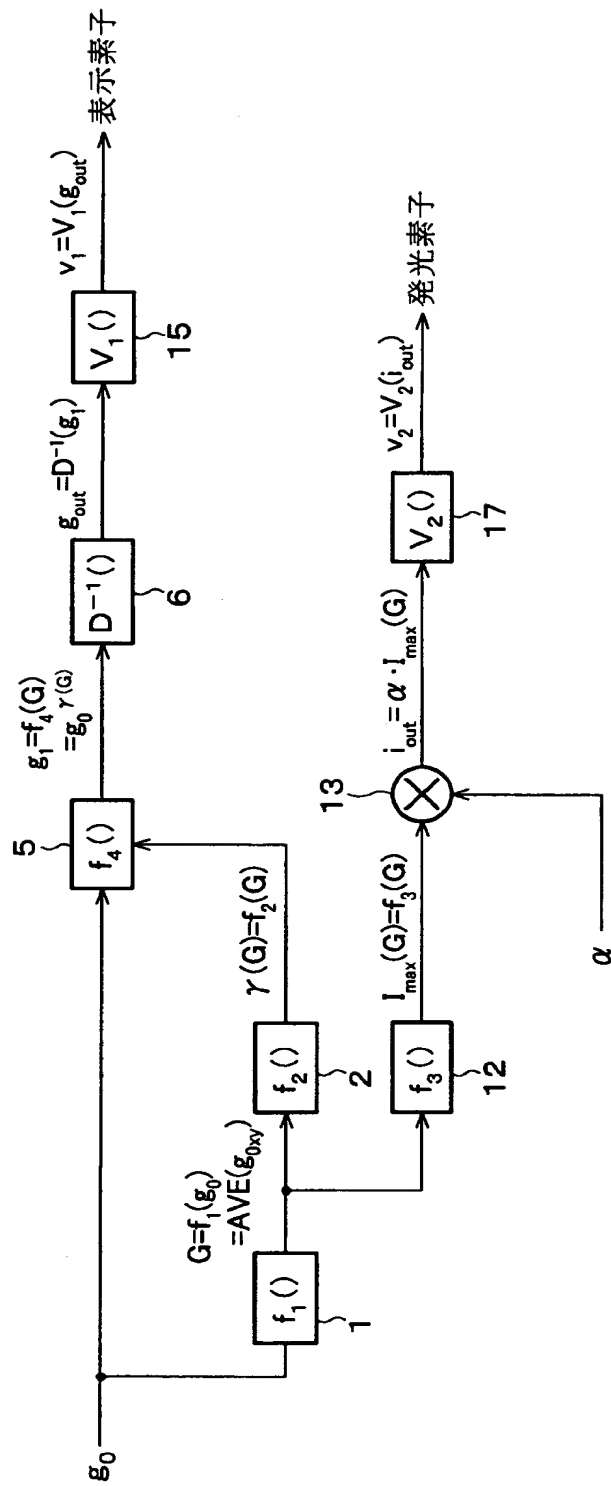 g₀
f₁()
1
G=f₁(g₀)
=AVE(g₀ₓᵧ)
f₂()
2
γ(G)=f₂(G)
f₄()
5
g₁=f₄(G)
=g₀^γ(G)
D⁻¹()
6
g_out=D⁻¹(g₁)
V₁()
15
v₁=V₁(g_out)
表示素子
f₃()
12
I_max(G)=f₃(G)
13
α
i_out=α・I_max(G)
V₂()
17
v₂=V₂(i_out)
発光素子